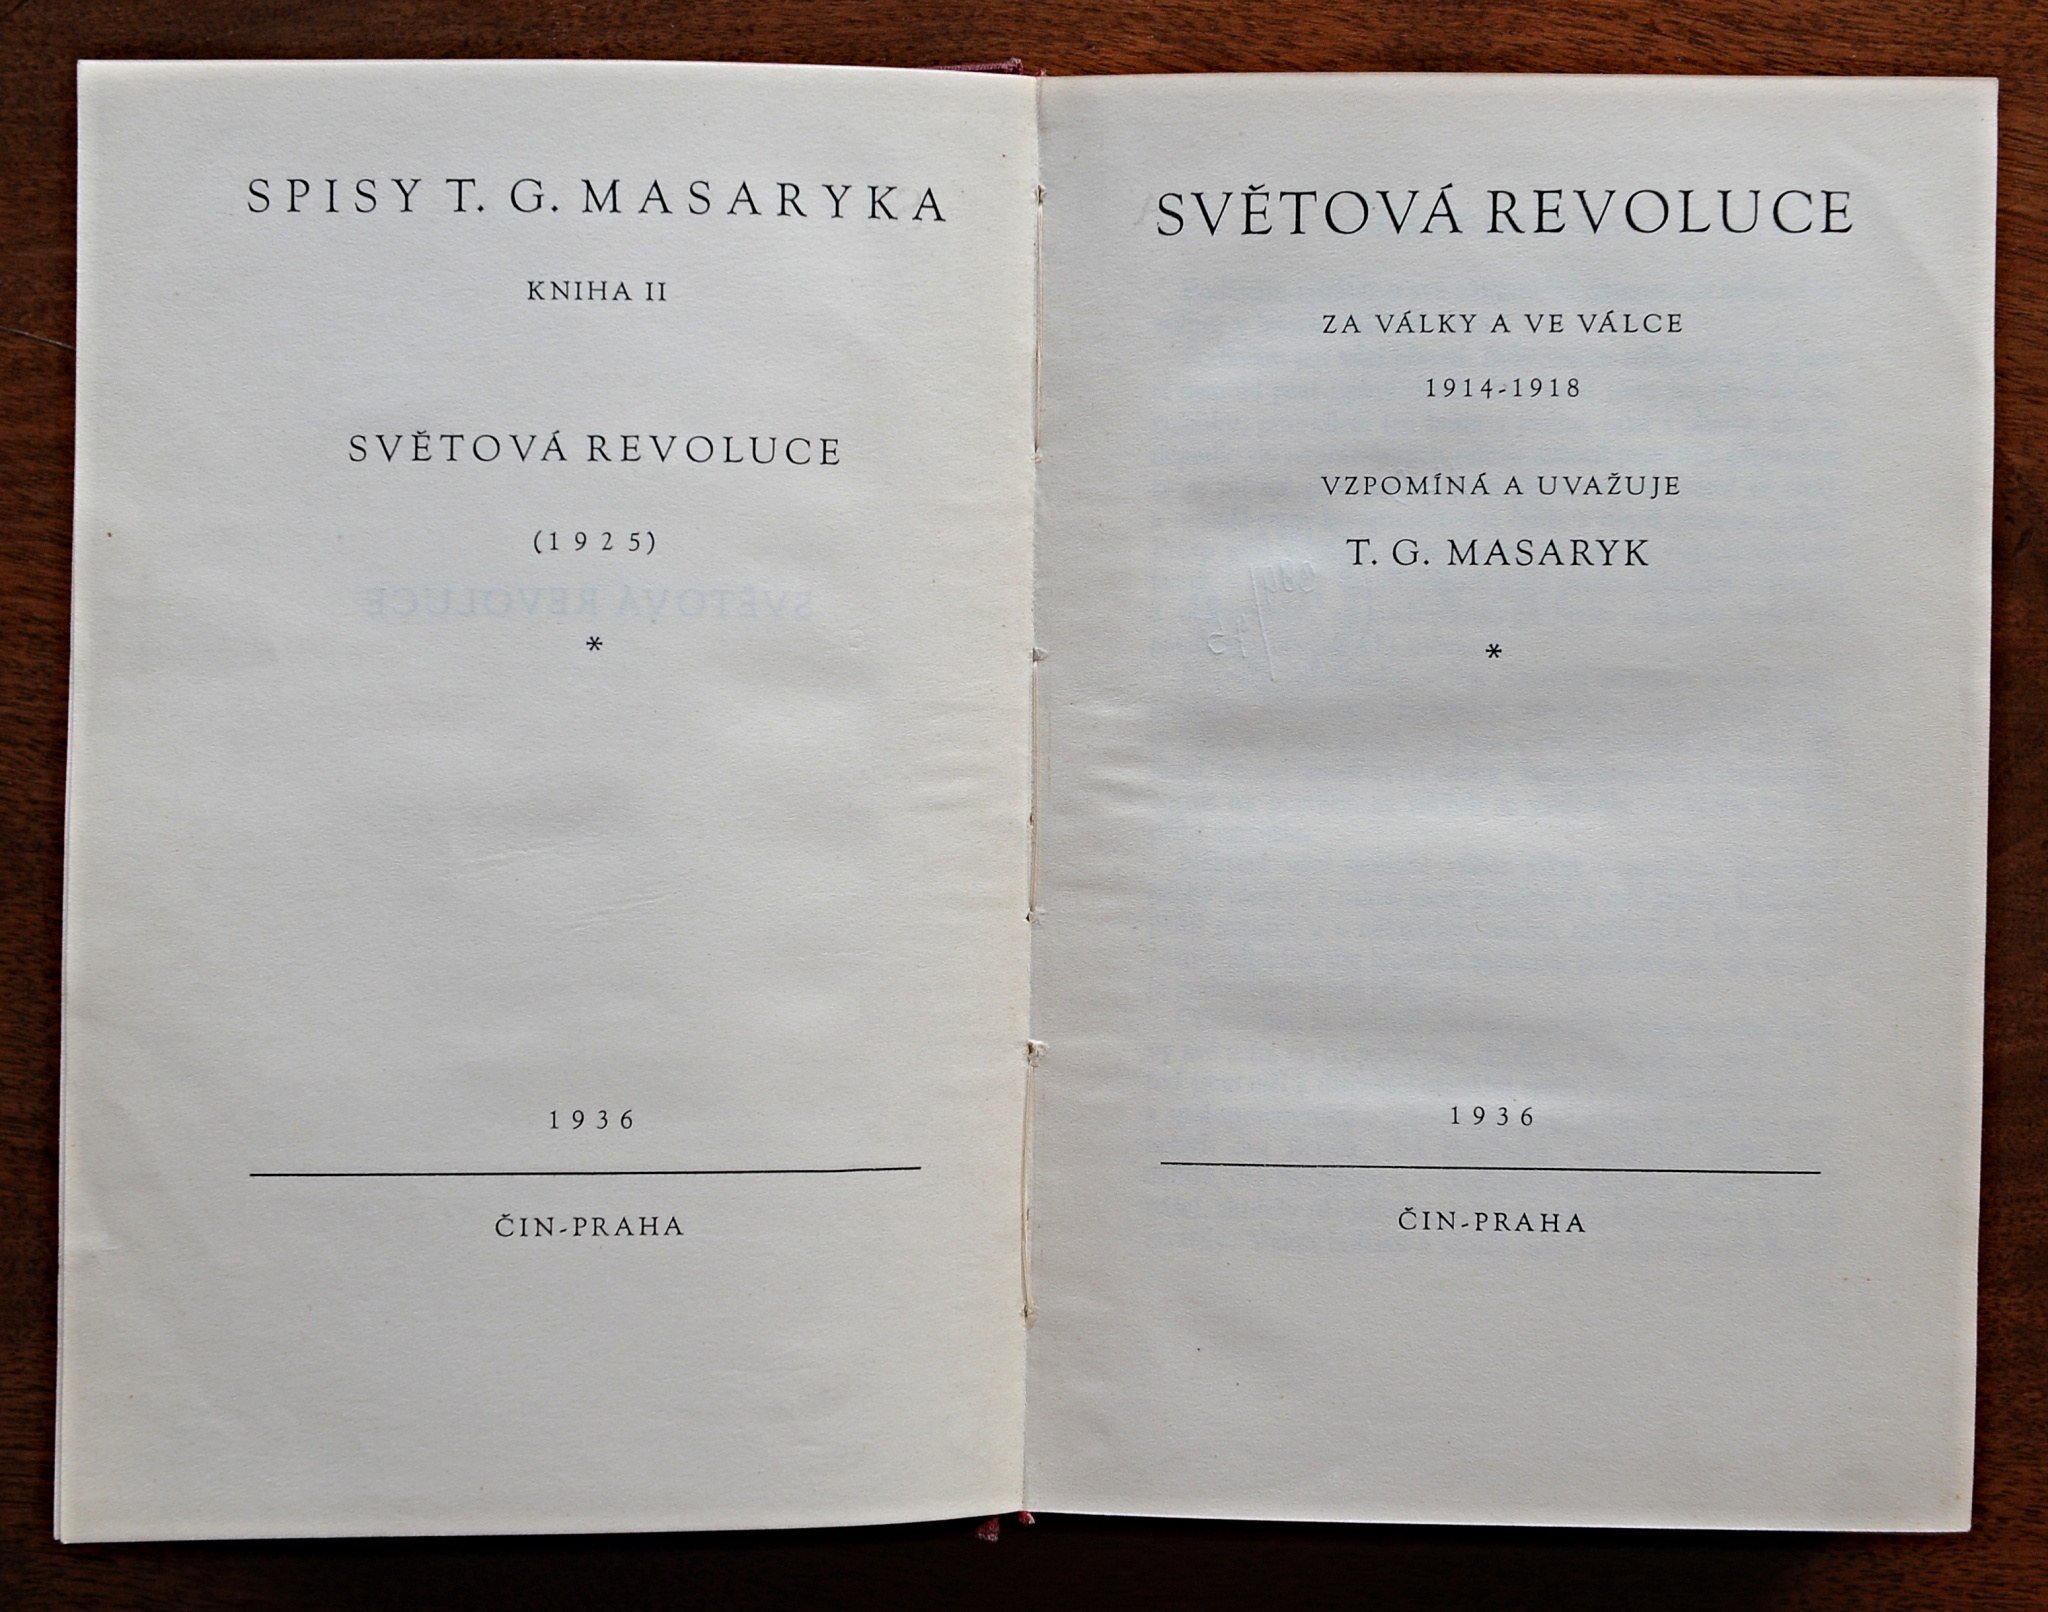 SPISY T. G. MASARYKA
KNIHA II
SVĚTOVÁ REVOLUCE
(1925)
*
1936
ČIN-PRAHA
SVĚTOVÁ REVOLUCE
ZA VÁLKY A VE VÁLCE
1914-1918
VZPOMÍNÁ A UVAŽUJE
T. G. MASARYK
*
1936
ČIN-PRAHA